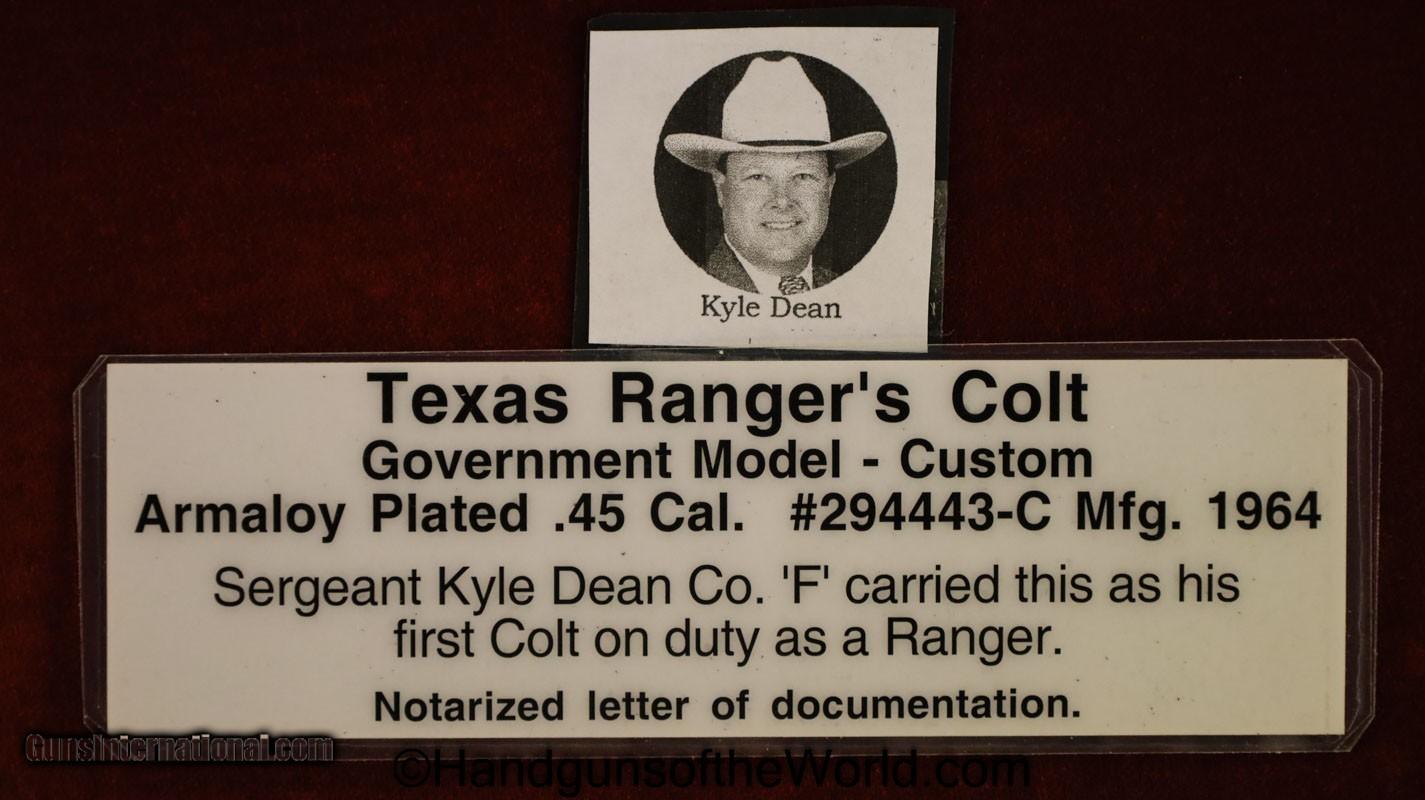 Kyle Dean
Texas Ranger's Colt
Government Model - Custom
Armaloy Plated .45 Cal. #294443-C Mfg. 1964
Sergeant Kyle Dean Co. 'F' carried this as his
first Colt on duty as a Ranger.
Notarized letter of documentation.
GunsInternational.com
©HandgunsoftheWorld.com